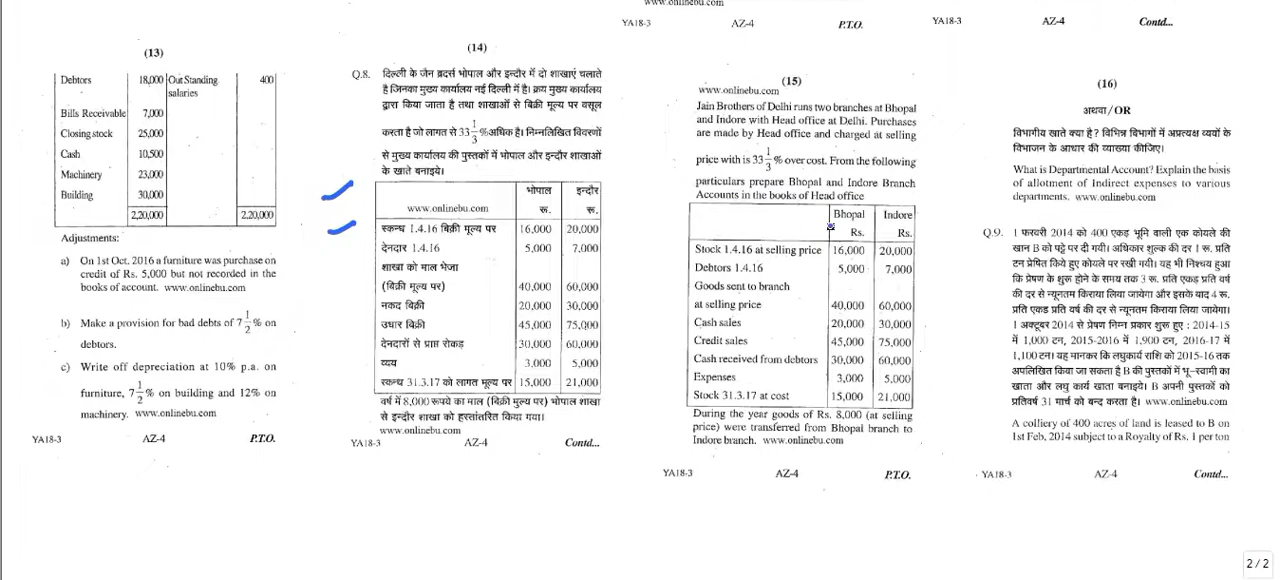 www.onlinebu.com
YA18-3 AZ-4 P.T.O.
YA18-3 AZ-4 Contd...
(13)
Debtors 18,000 Out Standing salaries 400
Bills Receivable 7,000
Closing stock 25,000
Cash 10,500
Machinery 23,000
Building 30,000
2,20,000 2,20,000
Adjustments:
a) On 1st Oct. 2016 a furniture was purchase on
credit of Rs. 5,000 but not recorded in the
books of account. www.onlinebu.com
b) Make a provision for bad debts of 7 1/2 % on
debtors.
c) Write off depreciation at 10% p.a. on
furniture, 7 1/2 % on building and 12% on
machinery. www.onlinebu.com
YA18-3 AZ-4 P.T.O.
(14)
Q.8. दिल्ली के जैन ब्रदर्स भोपाल और इन्दौर में दो शाखाएं चलाते
है जिनका मुख्य कार्यालय नई दिल्ली में है। क्रय मुख्य कार्यालय
द्वारा किया जाता है तथा शाखाओं से बिक्री मूल्य पर वसूल
करता है जो लागत से 33 1/3 % अधिक है। निम्नलिखित विवरणों
से मुख्य कार्यालय की पुस्तकों में भोपाल और इन्दौर शाखाओं
के खाते बनाइये।
भोपाल इन्दौर
www.onlinebu.com रू. रू.
स्कन्ध 1.4.16 बिक्री मूल्य पर 16,000 20,000
देनदार 1.4.16 5,000 7,000
शाखा को माल भेजा
(बिक्री मूल्य पर) 40,000 60,000
नकद बिक्री 20,000 30,000
उधार बिक्री 45,000 75,000
देनदारों से प्राप्त रोकड़ 30,000 60,000
व्यय 3,000 5,000
स्कन्ध 31.3.17 को लागत मूल्य पर 15,000 21,000
वर्ष में 8,000 रूपये का माल (बिक्री मुल्य पर) भोपाल शाखा
से इन्दौर शाखा को हस्तांतरित किया गया।
www.onlinebu.com
YA18-3 AZ-4 Contd...
(15)
www.onlinebu.com
Jain Brothers of Delhi runs two branches at Bhopal
and Indore with Head office at Delhi. Purchases
are made by Head office and charged at selling
price with is 33 1/3 % over cost. From the following
particulars prepare Bhopal and Indore Branch
Accounts in the books of Head office
Bhopal Indore
Rs. Rs.
Stock 1.4.16 at selling price 16,000 20,000
Debtors 1.4.16 5,000 7,000
Goods sent to branch
at selling price 40,000 60,000
Cash sales 20,000 30,000
Credit sales 45,000 75,000
Cash received from debtors 30,000 60,000
Expenses 3,000 5,000
Stock 31.3.17 at cost 15,000 21,000
During the year goods of Rs. 8,000 (at selling
price) were transferred from Bhopal branch to
Indore branch. www.onlinebu.com
YA18-3 AZ-4 P.T.O.
(16)
अथवा/OR
विभागीय खाते क्या है? विभिन्न विभागों में अप्रत्यक्ष व्ययों के
विभाजन के आधार की व्याख्या कीजिए।
What is Departmental Account? Explain the basis
of allotment of Indirect expenses to various
departments. www.onlinebu.com
Q.9. 1 फरवरी 2014 को 400 एकड़ भूमि वाली एक कोयले की
खान B को पट्टे पर दी गयी। अधिकार शुल्क की दर 1 रू. प्रति
टन प्रेषित किये हुए कोयले पर रखी गयी। यह भी निश्चय हुआ
कि प्रेषण के शुरू होने के समय तक 3 रू. प्रति एकड़ प्रति वर्ष
की दर से न्यूनतम किराया लिया जायेगा और इसके बाद 4 रू.
प्रति एकड प्रति वर्ष की दर से न्यूनतम किराया लिया जायेगा।
1 अक्टूबर 2014 से प्रेषण निम्न प्रकार शुरू हुए : 2014-15
में 1,000 टन, 2015-2016 में 1,900 टन, 2016-17 में
1,100 टन। यह मानकर कि लघुकार्य राशि को 2015-16 तक
अपलिखित किया जा सकता है B की पुस्तकों में भू-स्वामी का
खाता और लघु कार्य खाता बनाइये। B अपनी पुस्तकों को
प्रतिवर्ष 31 मार्च को बन्द करता है। www.onlinebu.com
A colliery of 400 acres of land is leased to B on
1st Feb, 2014 subject to a Royalty of Rs. 1 per ton
YA18-3 AZ-4 Contd...
2 / 2